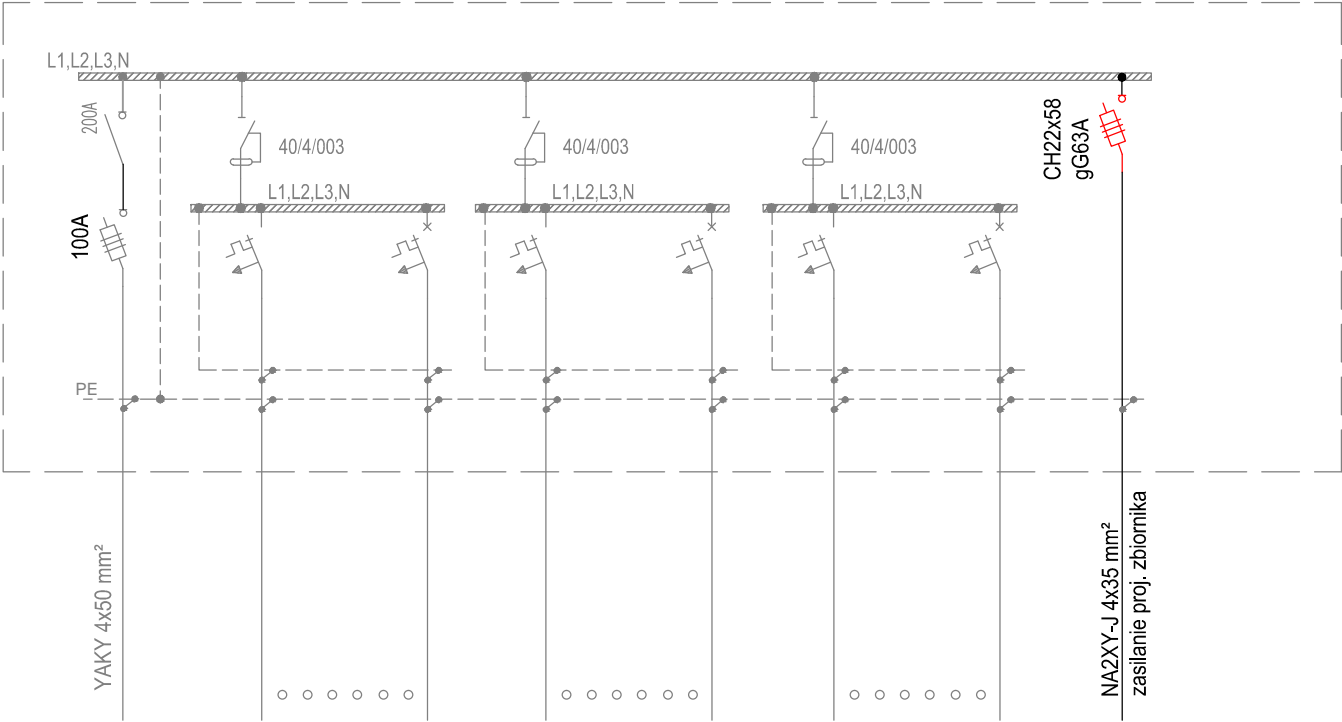 L1,L2,L3,N
200A
100A
40/4/003
L1,L2,L3,N
40/4/003
L1,L2,L3,N
40/4/003
L1,L2,L3,N
CH22x58
gG63A
PE
YAKY 4x50 mm²
NA2XY-J 4x35 mm²
zasilanie proj. zbiornika